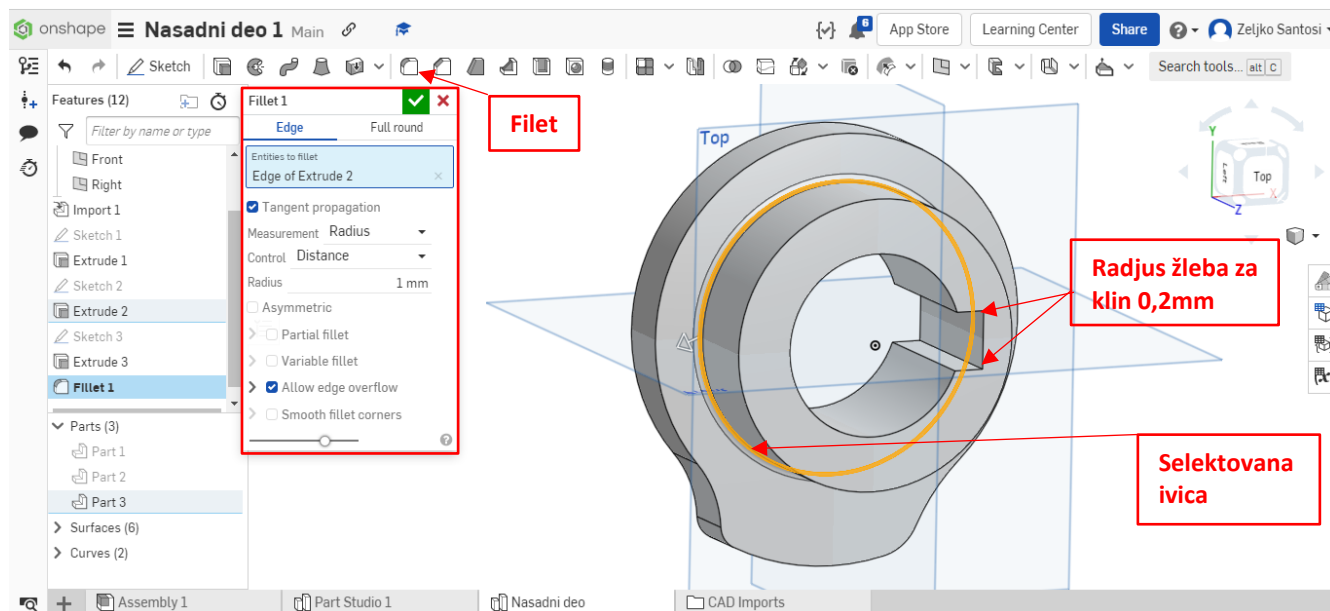 onshape Nasadni deo 1 Main 6 App Store Learning Center Share Zeljko Santosi
Sketch Search tools... alt C
Features (12)
Filter by name or type
Front
Right
Import 1
Sketch 1
Extrude 1
Sketch 2
Extrude 2
Sketch 3
Extrude 3
Fillet 1
Parts (3)
Part 1
Part 2
Part 3
Surfaces (6)
Curves (2)
Fillet 1
Edge Full round
Entities to fillet
Edge of Extrude 2
Tangent propagation
Measurement Radius
Control Distance
Radius 1 mm
Asymmetric
Partial fillet
Variable fillet
Allow edge overflow
Smooth fillet corners
Filet
Top
Y
Left
Top
X
Z
Radjus žleba za
klin 0,2mm
Selektovana
ivica
Assembly 1 Part Studio 1 Nasadni deo CAD Imports